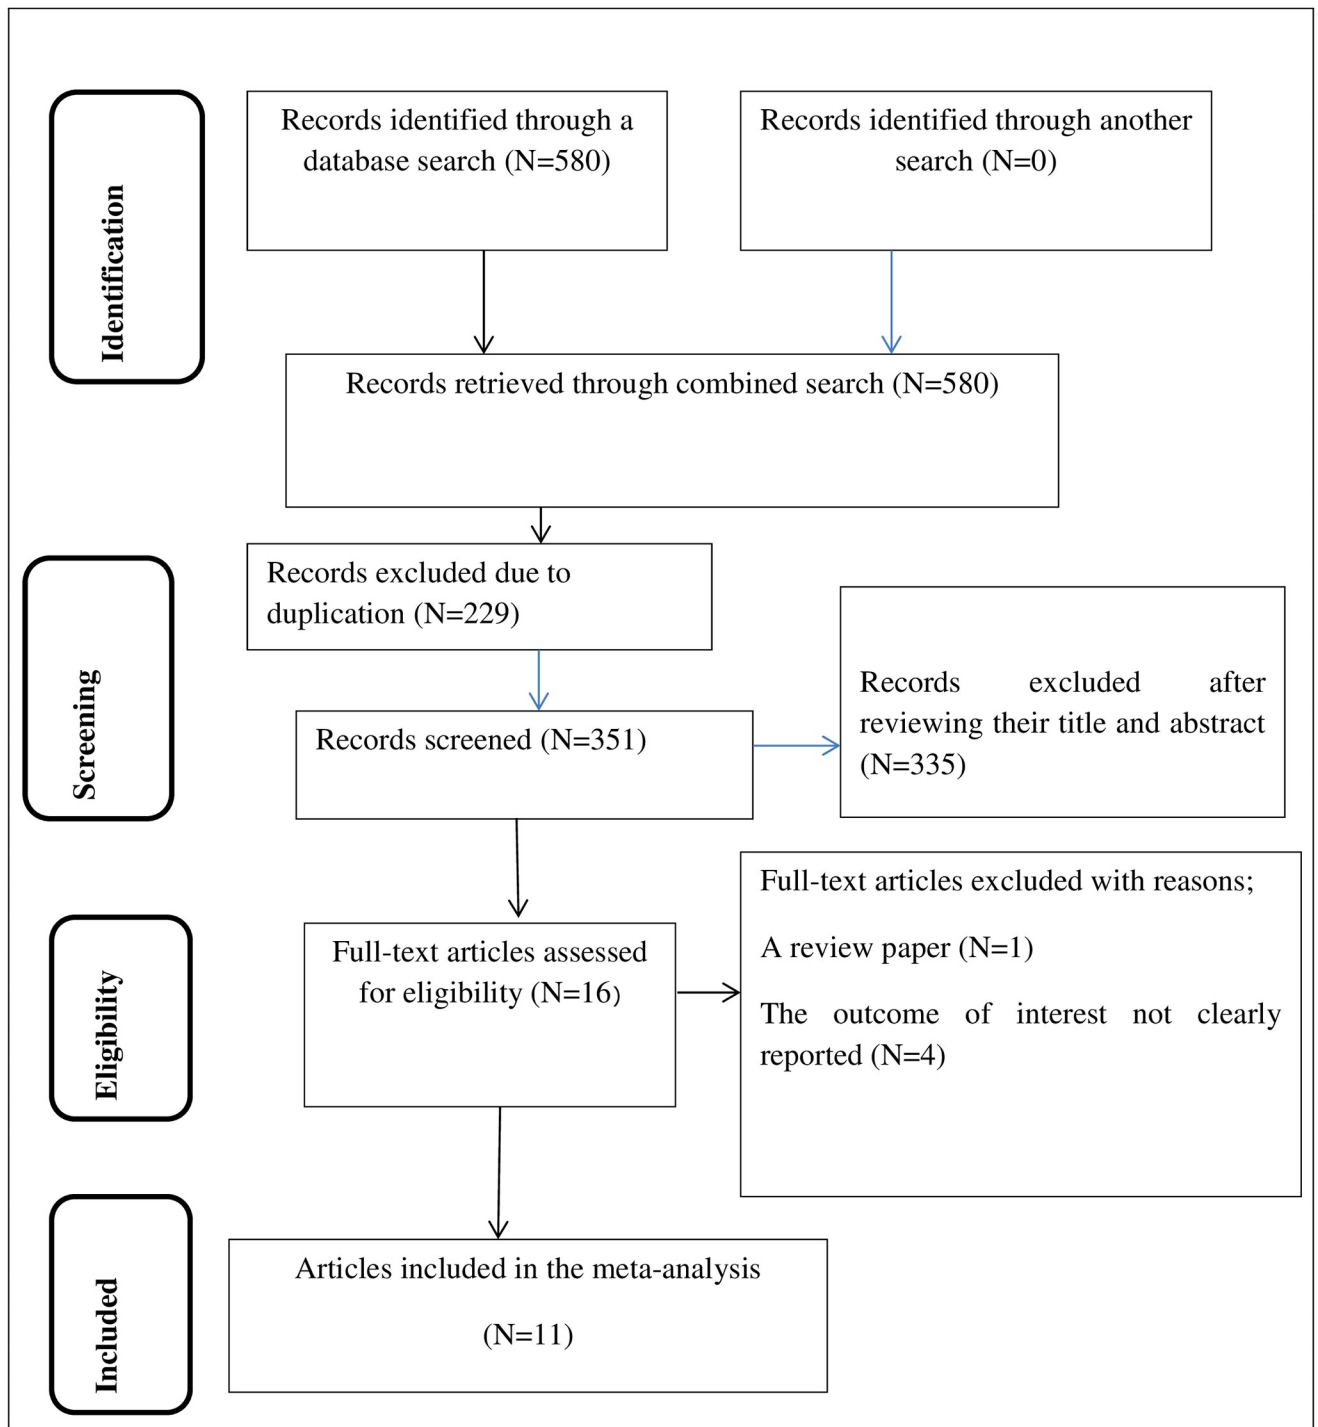 Identification
Records identified through a
database search (N=580)
Records identified through another
search (N=0)
Records retrieved through combined search (N=580)
Screening
Records excluded due to
duplication (N=229)
Records screened (N=351)
Records excluded after
reviewing their title and abstract
(N=335)
Eligibility
Full-text articles assessed
for eligibility (N=16)
Full-text articles excluded with reasons;
A review paper (N=1)
The outcome of interest not clearly
reported (N=4)
Included
Articles included in the meta-analysis
(N=11)